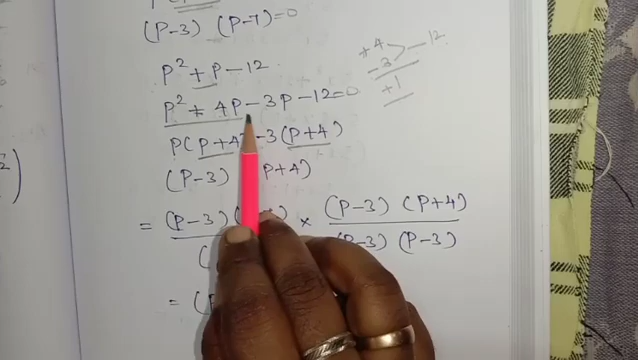 (P-3) (P-7)=0
P² + P - 12
P² + 4P - 3P - 12=0
+4
-3
> -12
+1
P(P+4) -3(P+4)
(P-3) P+4)
= (P-3)( × (P-3) (P+4)
( (P-3) (P-3)
= (P